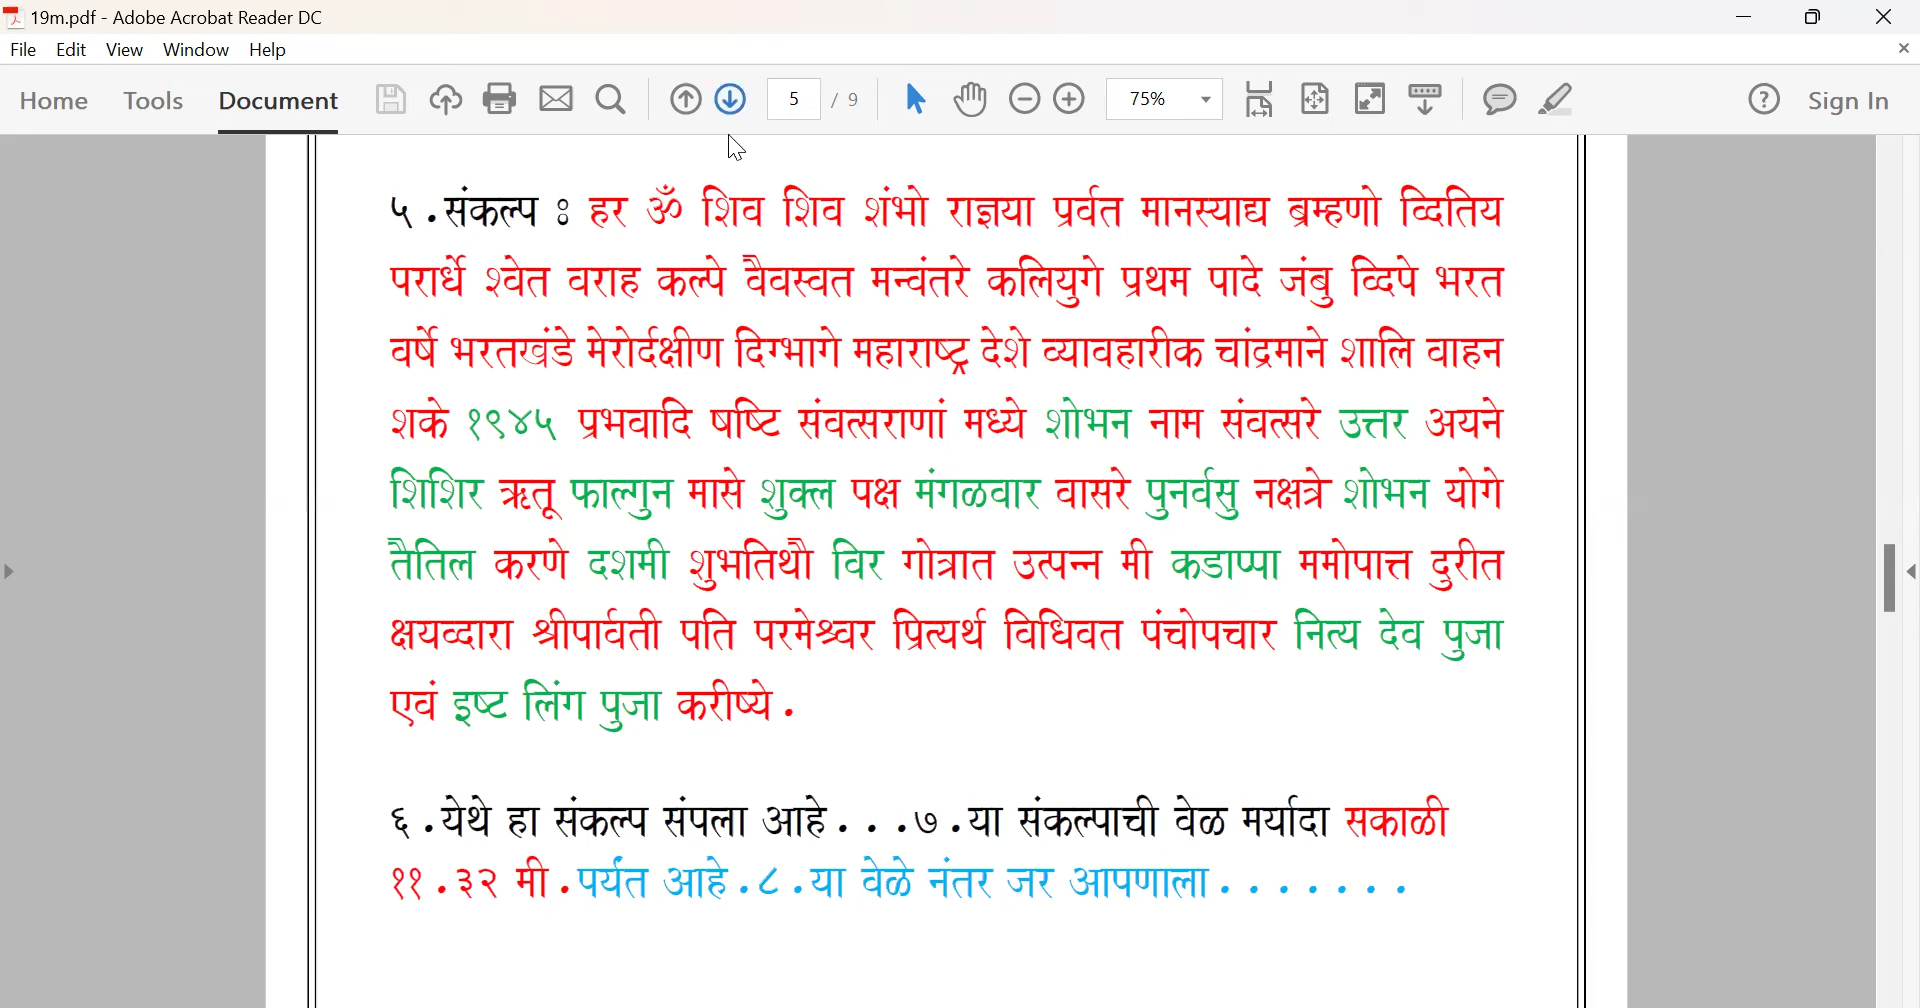 19m.pdf - Adobe Acrobat Reader DC
File Edit View Window Help
Home Tools Document 5 / 9 75% Sign In
५.संकल्प : हर ॐ शिव शिव शंभो राज्ञया प्रर्वत मानस्याद्य ब्रम्हणो व्दितिय
परार्धे श्वेत वराह कल्पे वैवस्वत मन्वंतरे कलियुगे प्रथम पादे जंबु व्दिपे भरत
वर्षे भरतखंडे मेरोर्दक्षीण दिग्भागे महाराष्ट्र देशे व्यावहारीक चांद्रमाने शालि वाहन
शके १९४५ प्रभवादि षष्टि संवत्सराणां मध्ये शोभन नाम संवत्सरे उत्तर अयने
शिशिर ऋतू फाल्गुन मासे शुक्ल पक्ष मंगळवार वासरे पुनर्वसु नक्षत्रे शोभन योगे
तैतिल करणे दशमी शुभतिथौ विर गोत्रात उत्पन्न मी कडाप्पा ममोपात्त दुरीत
क्षयव्दारा श्रीपार्वती पति परमेश्वर प्रित्यर्थ विधिवत पंचोपचार नित्य देव पुजा
एवं इष्ट लिंग पुजा करीष्ये.
६.येथे हा संकल्प संपला आहे...७.या संकल्पाची वेळ मर्यादा सकाळी
११.३२ मी.पर्यंत आहे.८.या वेळे नंतर जर आपणाला.......